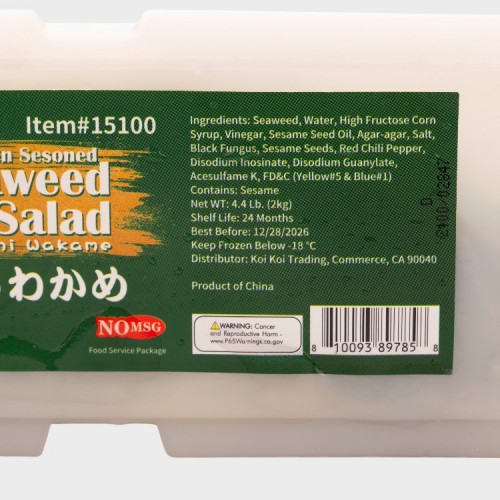 Item#15100
n Sesoned
weed
Salad
ni Wakame
わかめ
NO MSG
Food Service Package
Ingredients: Seaweed, Water, High Fructose Corn
Syrup, Vinegar, Sesame Seed Oil, Agar-agar, Salt,
Black Fungus, Sesame Seeds, Red Chili Pepper,
Disodium Inosinate, Disodium Guanylate,
Acesulfame K, FD&C (Yellow#5 & Blue#1)
Contains: Sesame
Net WT: 4.4 Lb. (2kg)
Shelf Life: 24 Months
Best Before: 12/28/2026
Keep Frozen Below -18 °C
Distributor: Koi Koi Trading, Commerce, CA 90040
Product of China
WARNING: Cancer
and Reproductive Harm -
www.P65Warnings.ca.gov
8 10093 89785 8
D
2100/02847